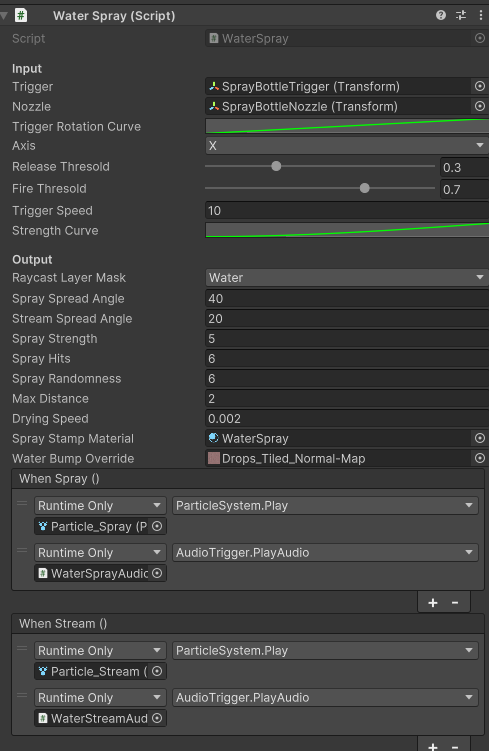 Water Spray (Script)
Script WaterSpray
Input
Trigger SprayBottleTrigger (Transform)
Nozzle SprayBottleNozzle (Transform)
Trigger Rotation Curve
Axis X
Release Thresold 0.3
Fire Thresold 0.7
Trigger Speed 10
Strength Curve
Output
Raycast Layer Mask Water
Spray Spread Angle 40
Stream Spread Angle 20
Spray Strength 5
Spray Hits 6
Spray Randomness 6
Max Distance 2
Drying Speed 0.002
Spray Stamp Material WaterSpray
Water Bump Override Drops_Tiled_Normal-Map
When Spray ()
Runtime Only ParticleSystem.Play
Particle_Spray (P
Runtime Only AudioTrigger.PlayAudio
WaterSprayAudio
+ -
When Stream ()
Runtime Only ParticleSystem.Play
Particle_Stream (
Runtime Only AudioTrigger.PlayAudio
WaterStreamAud
+ -